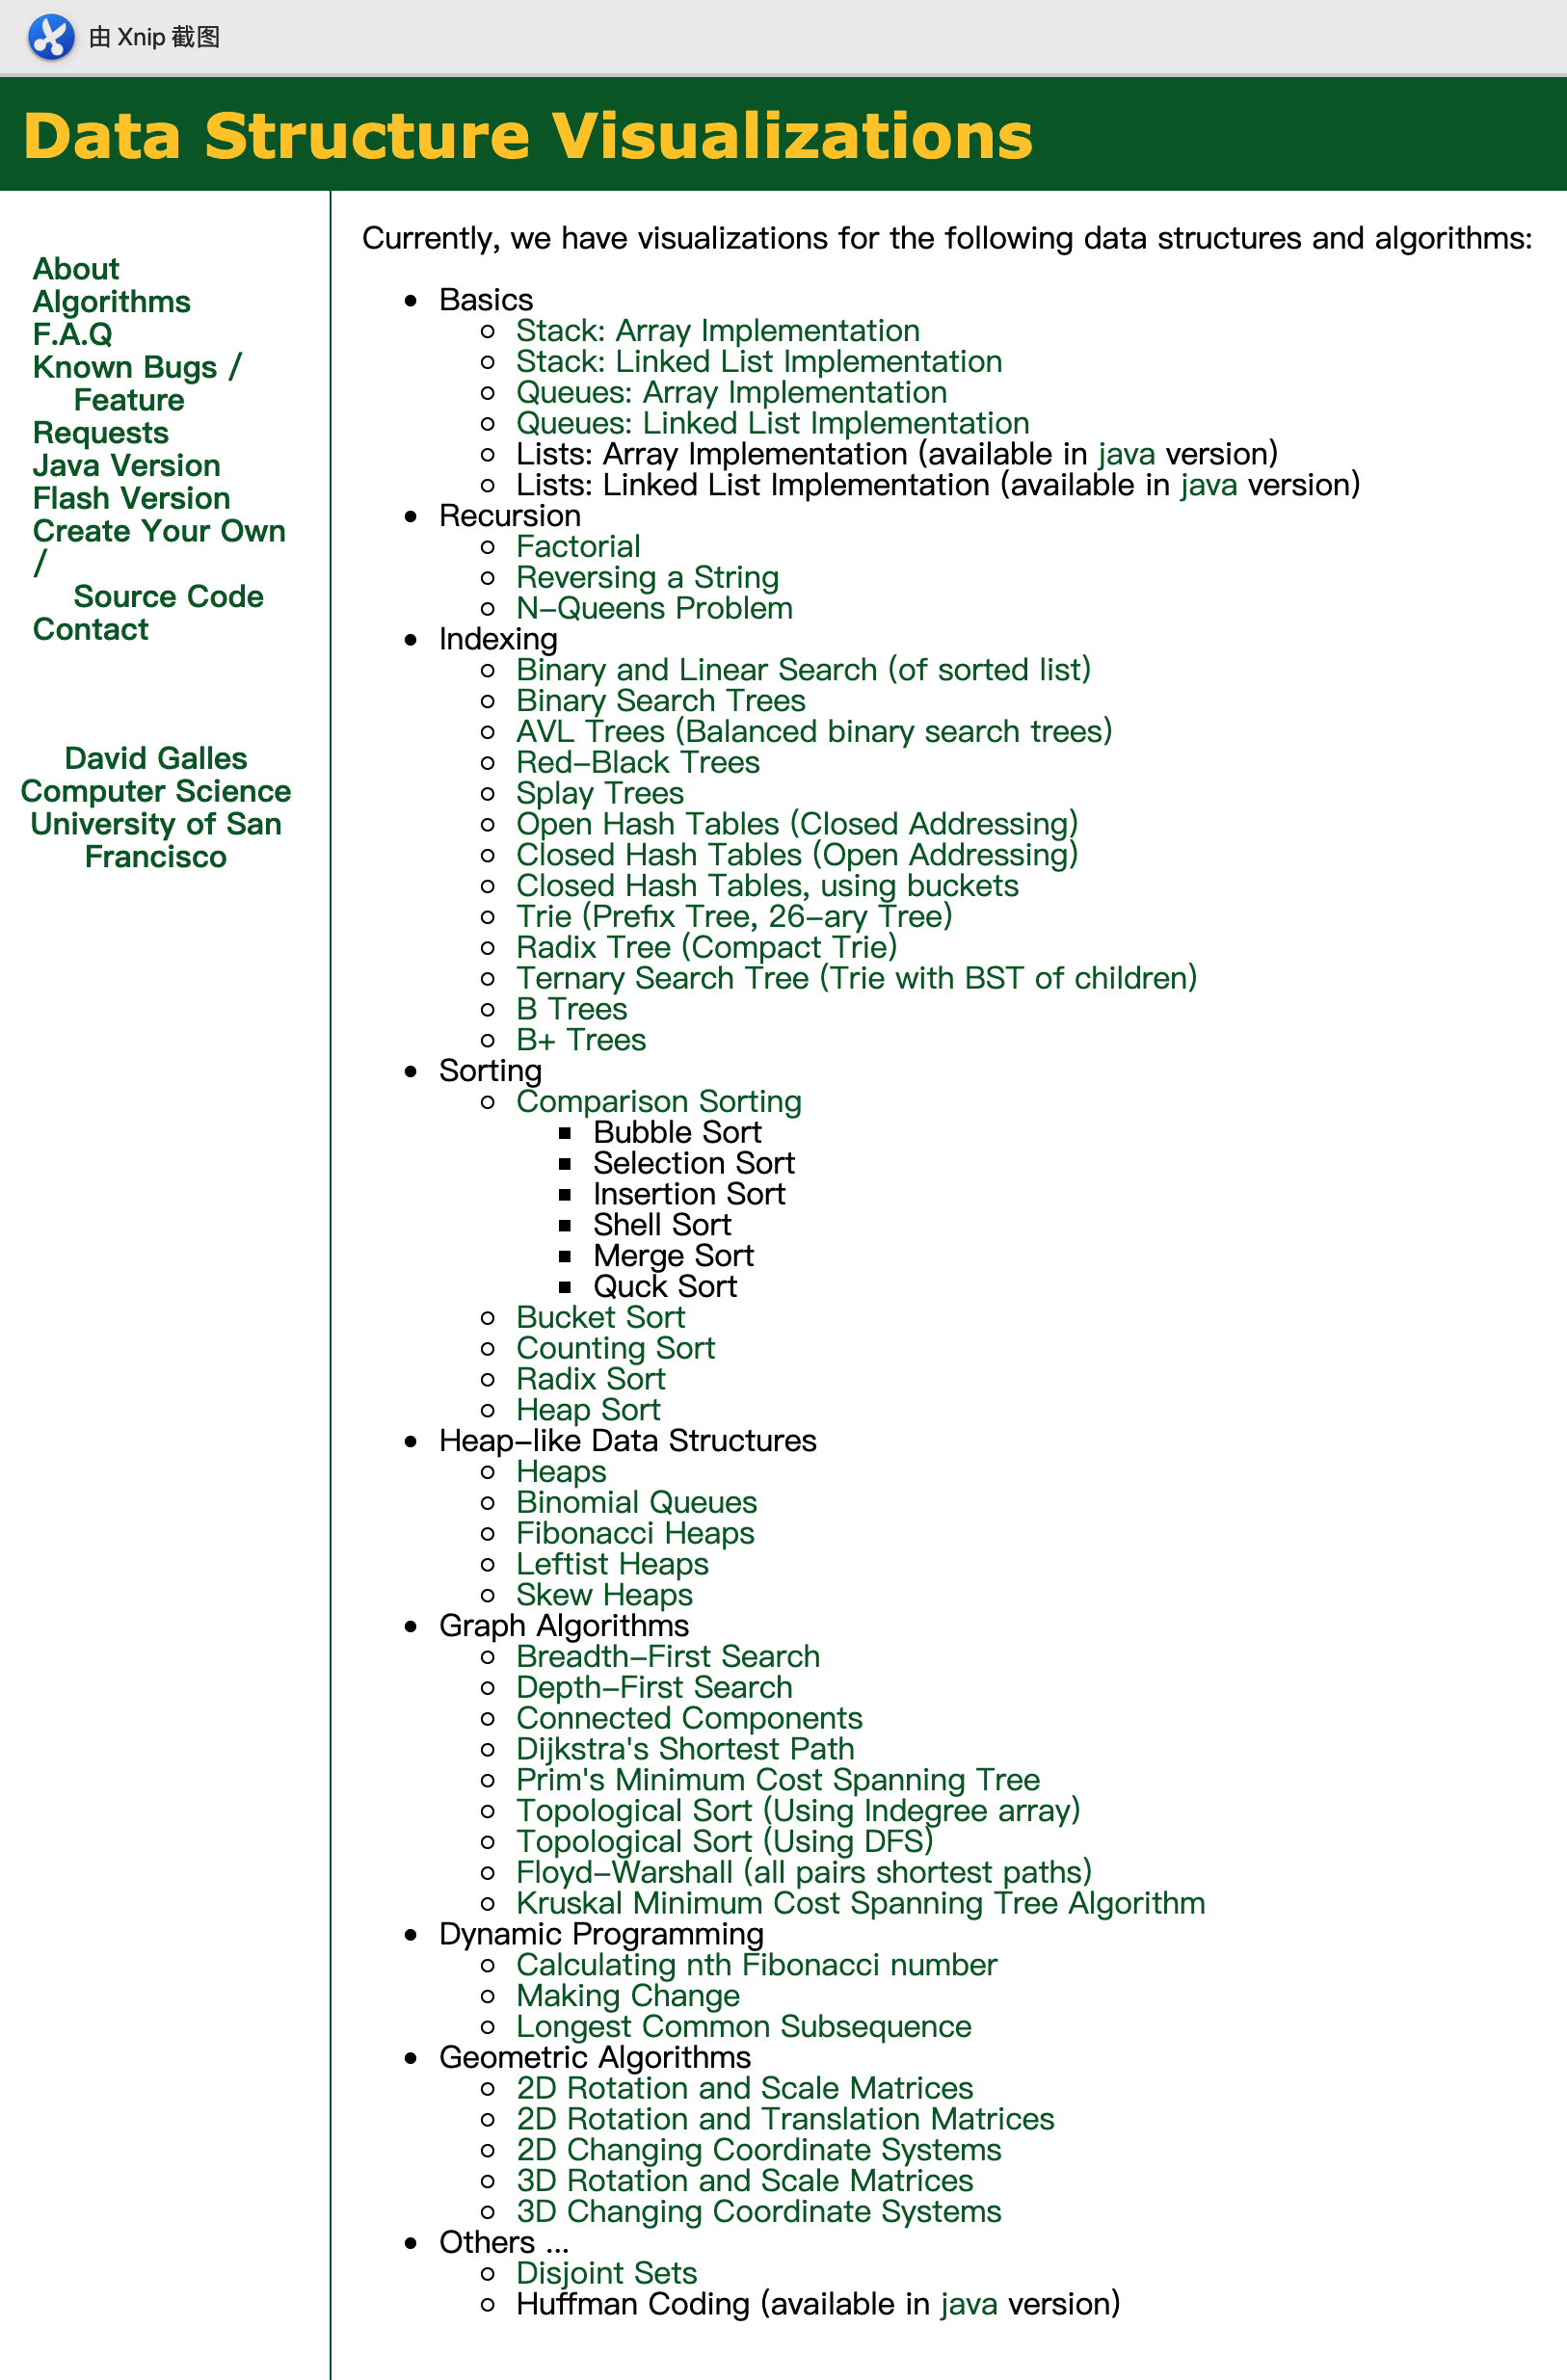 由 Xnip 截图
Data Structure Visualizations
About
Algorithms
F.A.Q
Known Bugs /
Feature
Requests
Java Version
Flash Version
Create Your Own
/
Source Code
Contact
David Galles
Computer Science
University of San
Francisco
Currently, we have visualizations for the following data structures and algorithms:
Basics
Stack: Array Implementation
Stack: Linked List Implementation
Queues: Array Implementation
Queues: Linked List Implementation
Lists: Array Implementation (available in java version)
Lists: Linked List Implementation (available in java version)
Recursion
Factorial
Reversing a String
N-Queens Problem
Indexing
Binary and Linear Search (of sorted list)
Binary Search Trees
AVL Trees (Balanced binary search trees)
Red-Black Trees
Splay Trees
Open Hash Tables (Closed Addressing)
Closed Hash Tables (Open Addressing)
Closed Hash Tables, using buckets
Trie (Prefix Tree, 26-ary Tree)
Radix Tree (Compact Trie)
Ternary Search Tree (Trie with BST of children)
B Trees
B+ Trees
Sorting
Comparison Sorting
Bubble Sort
Selection Sort
Insertion Sort
Shell Sort
Merge Sort
Quck Sort
Bucket Sort
Counting Sort
Radix Sort
Heap Sort
Heap-like Data Structures
Heaps
Binomial Queues
Fibonacci Heaps
Leftist Heaps
Skew Heaps
Graph Algorithms
Breadth-First Search
Depth-First Search
Connected Components
Dijkstra's Shortest Path
Prim's Minimum Cost Spanning Tree
Topological Sort (Using Indegree array)
Topological Sort (Using DFS)
Floyd-Warshall (all pairs shortest paths)
Kruskal Minimum Cost Spanning Tree Algorithm
Dynamic Programming
Calculating nth Fibonacci number
Making Change
Longest Common Subsequence
Geometric Algorithms
2D Rotation and Scale Matrices
2D Rotation and Translation Matrices
2D Changing Coordinate Systems
3D Rotation and Scale Matrices
3D Changing Coordinate Systems
Others ...
Disjoint Sets
Huffman Coding (available in java version)